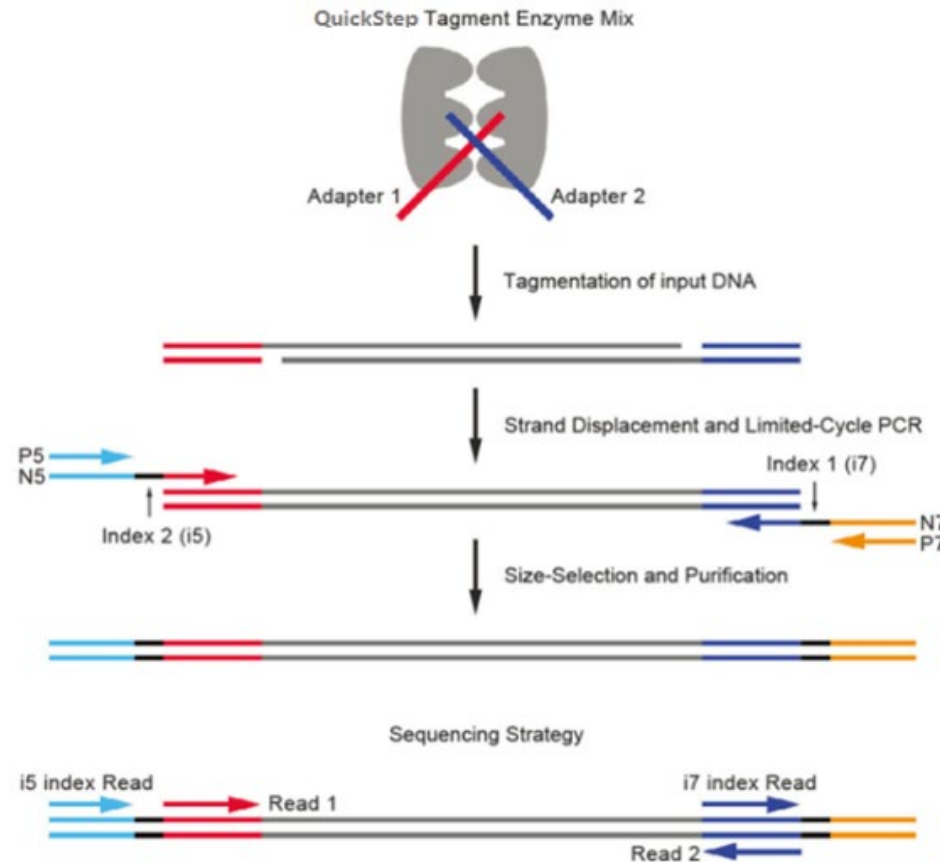 QuickStep Tagment Enzyme Mix
Adapter 1
Adapter 2
Tagmentation of input DNA
Strand Displacement and Limited-Cycle PCR
P5
N5
Index 1 (i7)
Index 2 (i5)
N7
P7
Size-Selection and Purification
Sequencing Strategy
i5 index Read
Read 1
i7 index Read
Read 2